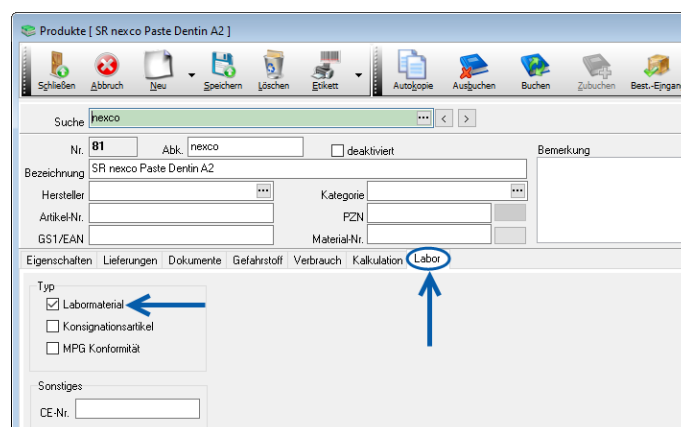 Produkte [ SR nexco Paste Dentin A2 ]
Schließen Abbruch Neu Speichern Löschen Etikett Autokopie Ausbuchen Buchen Zubuchen Best.-Eingan
Suche nexco ... < >
Nr. 81 Abk. nexco deaktiviert Bemerkung
Bezeichnung SR nexco Paste Dentin A2
Hersteller ... Kategorie ...
Artikel-Nr. PZN
GS1/EAN Material-Nr.
Eigenschaften Lieferungen Dokumente Gefahrstoff Verbrauch Kalkulation Labor
Typ
Labormaterial
Konsignationsartikel
MPG Konformität
Sonstiges
CE-Nr.